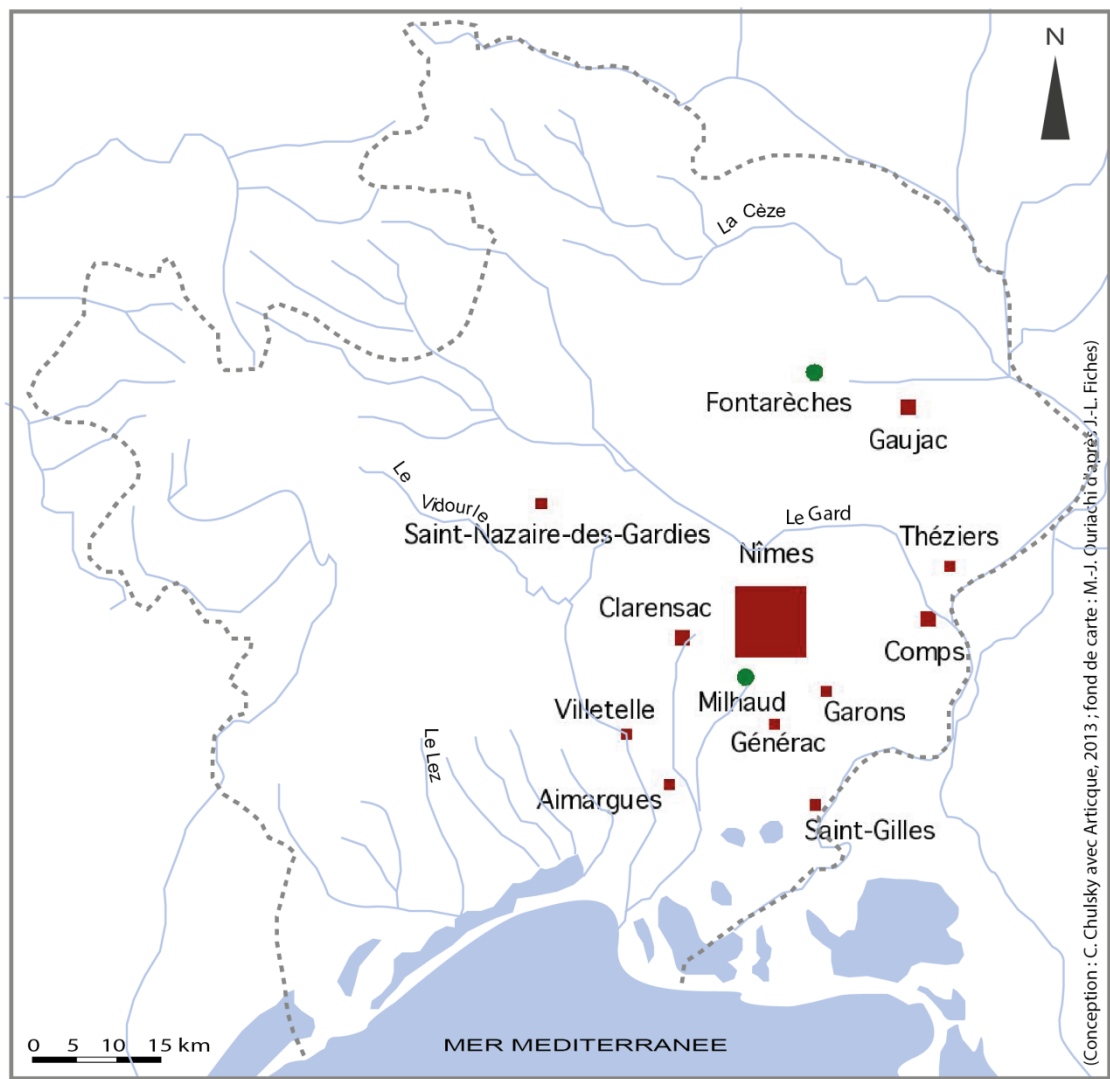 N
La Cèze
Fontarèches
Gaujac
Le Vidourle
Saint-Nazaire-des-Gardies
Le Gard
Nîmes
Théziers
Clarensac
Comps
Milhaud
Garons
Villetelle
Générac
Le Lez
Aimargues
Saint-Gilles
0 5 10 15 km
MER MEDITERRANEE
(Conception : C. Chulsky avec Articque, 2013 ; fond de carte : M.-J. Ouriachi d'après J.-L. Fiches)